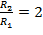 R₂/R₁ = 2